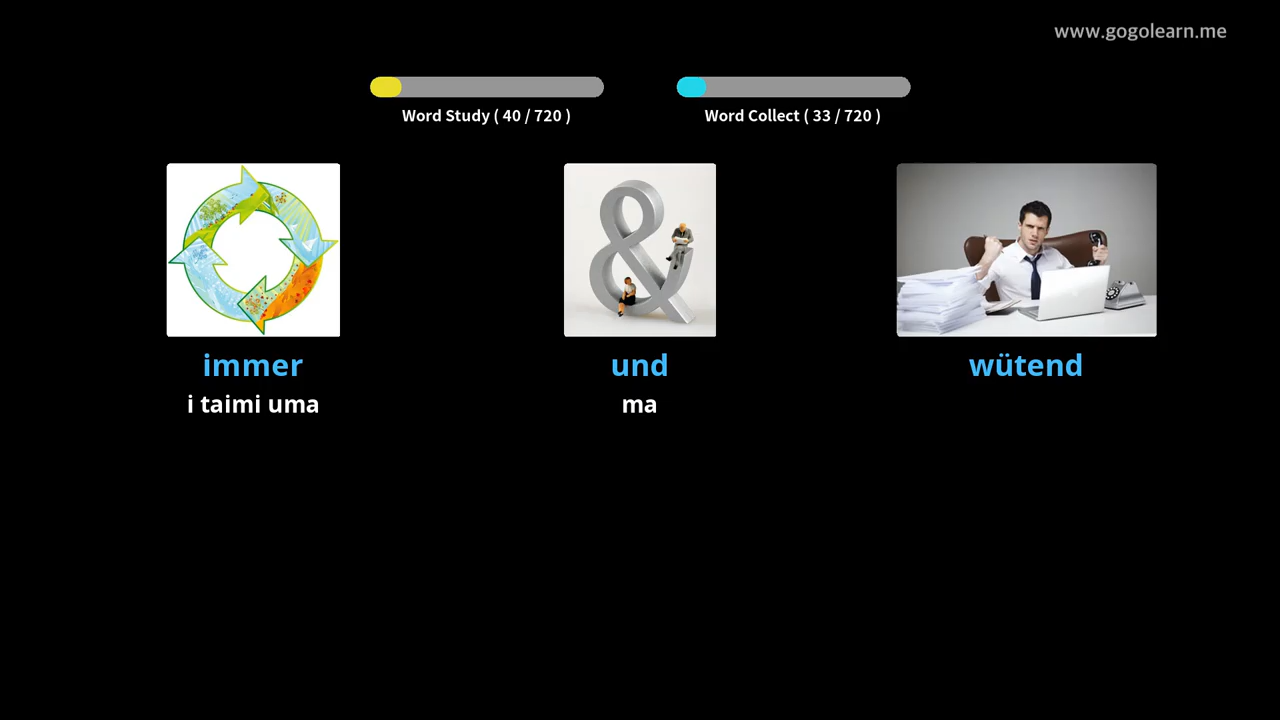 www.gogolearn.me
Word Study ( 40 / 720 )
Word Collect ( 33 / 720 )
&
immer
und
wütend
i taimi uma
ma